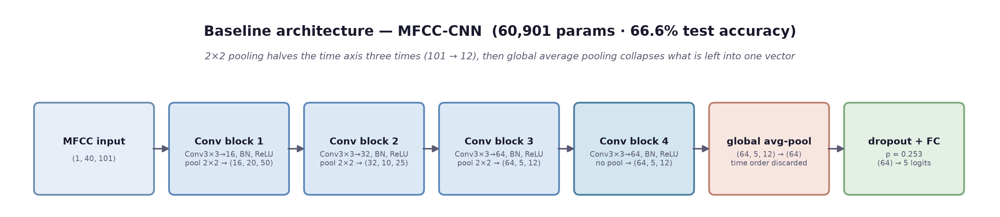 Baseline architecture — MFCC-CNN (60,901 params · 66.6% test accuracy)
2×2 pooling halves the time axis three times (101 → 12), then global average pooling collapses what is left into one vector
MFCC input
(1, 40, 101)
Conv block 1
Conv3×3→16, BN, ReLU
pool 2×2 → (16, 20, 50)
Conv block 2
Conv3×3→32, BN, ReLU
pool 2×2 → (32, 10, 25)
Conv block 3
Conv3×3→64, BN, ReLU
pool 2×2 → (64, 5, 12)
Conv block 4
Conv3×3→64, BN, ReLU
no pool → (64, 5, 12)
global avg-pool
(64, 5, 12) → (64)
time order discarded
dropout + FC
p = 0.253
(64) → 5 logits